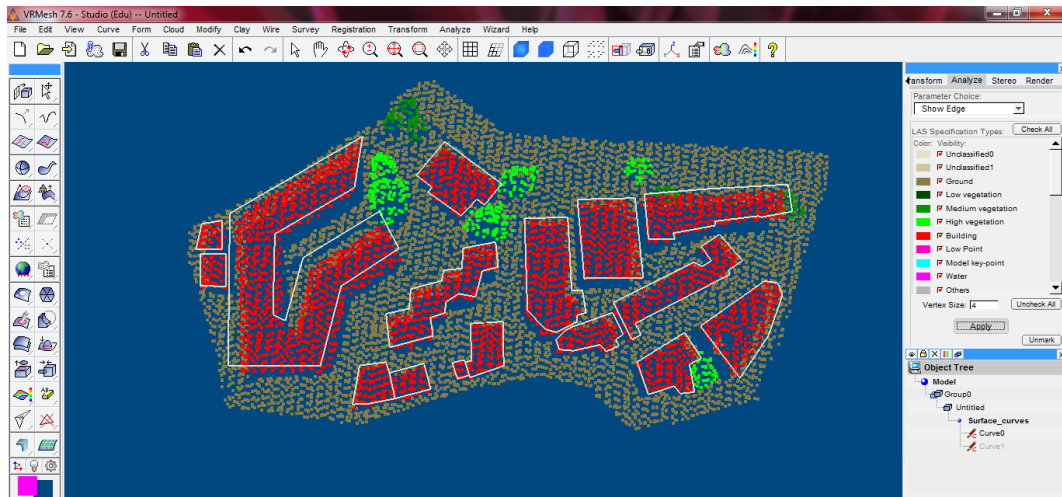 VRMesh 7.6 - Studio (Edu) -- Untitled
File Edit View Curve Form Cloud Modify Clay Wire Survey Registration Transform Analyze Wizard Help
ransform Analyze Stereo Render
Parameter Choice:
Show Edge
LAS Specification Types: Check All
Color: Visibility:
Unclassified0
Unclassified1
Ground
Low vegetation
Medium vegetation
High vegetation
Building
Low Point
Model key-point
Water
Others
Vertex Size: 4 Uncheck All
Apply
Unmark
Object Tree
Model
Group0
Untitled
Surface_curves
Curve0
Curve1